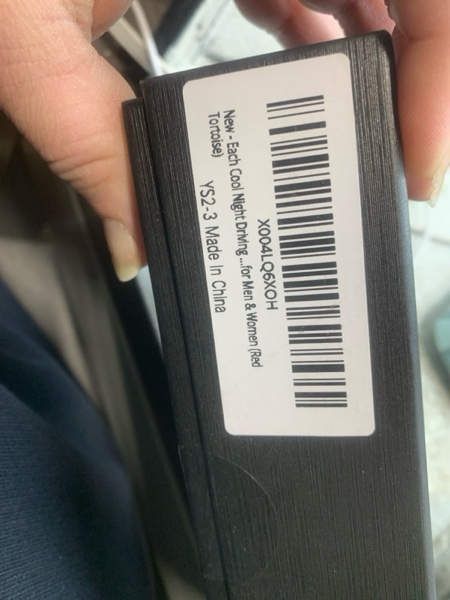 X004LQ6XOH
New - Each Cool Night Driving ...for Men & Women (Red
Tortoise)
YS2-3 Made In China